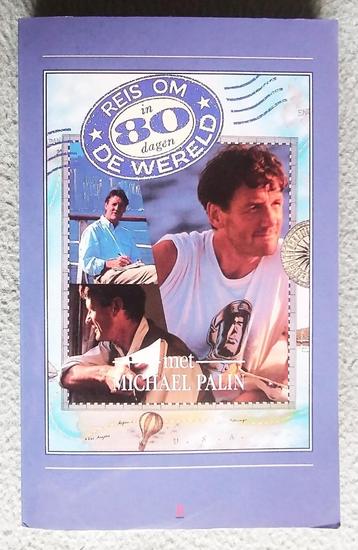 REIS OM
in
80
dagen
DE WERELD
met
MICHAEL PALIN
U.S.A.